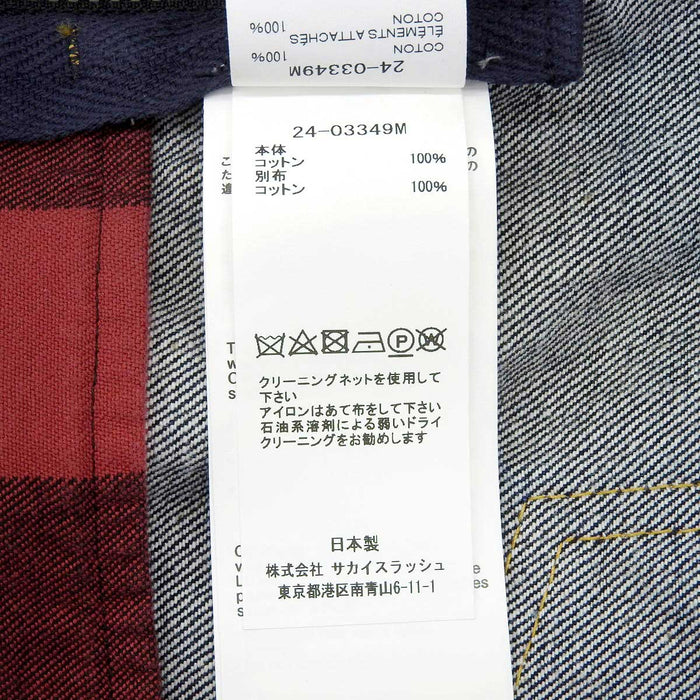 COTON
ÉLÉMENTS ATTACHÉS
COTON
100%
100%
24-03349M
24-03349M
本体
コットン 100%
別布
コットン 100%
クリーニングネットを使用して
下さい
アイロンはあて布をして下さい
石油系溶剤による弱いドライ
クリーニングをお勧めします
日本製
株式会社 サカイスラッシュ
東京都港区南青山6-11-1